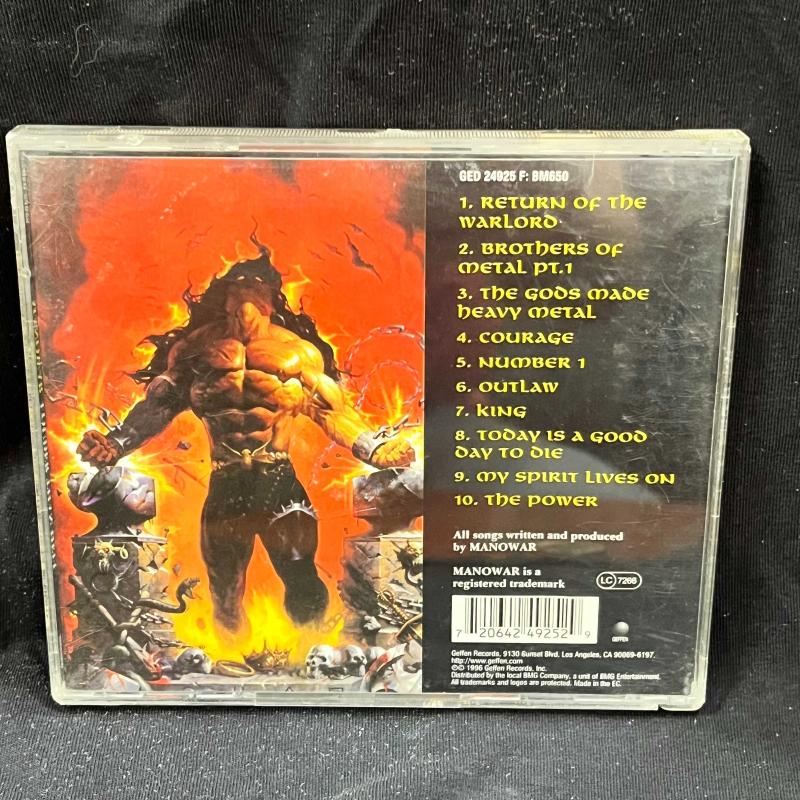 GED 24925 F: BM650
1. RETURN OF THE
WARLORD
2. BROTHERS OF
METAL PT.1
3. THE GODS MADE
HEAVY METAL
4. COURAGE
5. NUMBER 1
6. OUTLAW
7. KING
8. TODAY IS A GOOD
DAY TO DIE
9. MY SPIRIT LIVES ON
10. THE POWER
All songs written and produced
by MANOWAR
MANOWAR is a
registered trademark
LC 7266
7 20642 49252 9
GEFFEN
Geffen Records, 9130 Sunset Blvd. Los Angeles, CA 90069-6197.
http://www.geffen.com
℗© 1996 Geffen Records, Inc.
Distributed by the local BMG Company, a unit of BMG Entertainment.
All trademarks and logos are protected. Made in the EC.